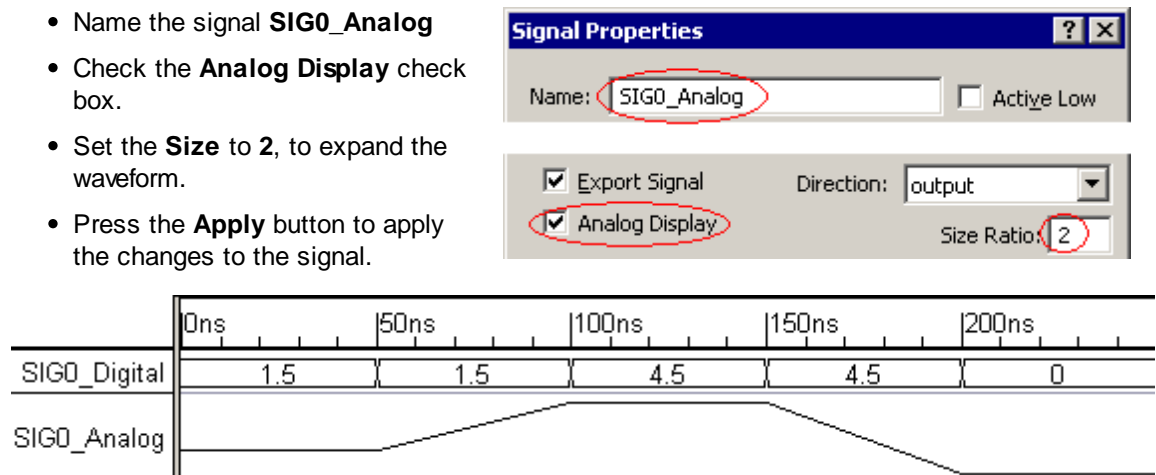 • Name the signal SIG0_Analog
• Check the Analog Display check
box.
• Set the Size to 2, to expand the
waveform.
• Press the Apply button to apply
the changes to the signal.
Signal Properties ? X
Name: SIG0_Analog Active Low
Export Signal Direction: output
Analog Display Size Ratio: 2
0ns 50ns 100ns 150ns 200ns
SIG0_Digital 1.5 1.5 4.5 4.5 0
SIG0_Analog